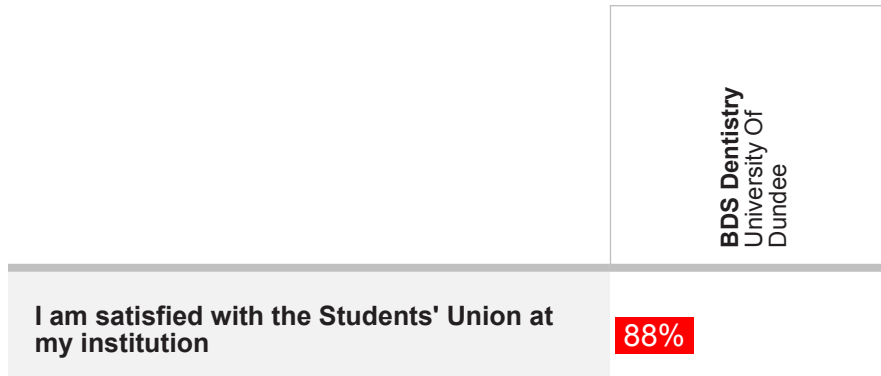 BDS Dentistry
University Of
Dundee
I am satisfied with the Students' Union at
my institution
88%